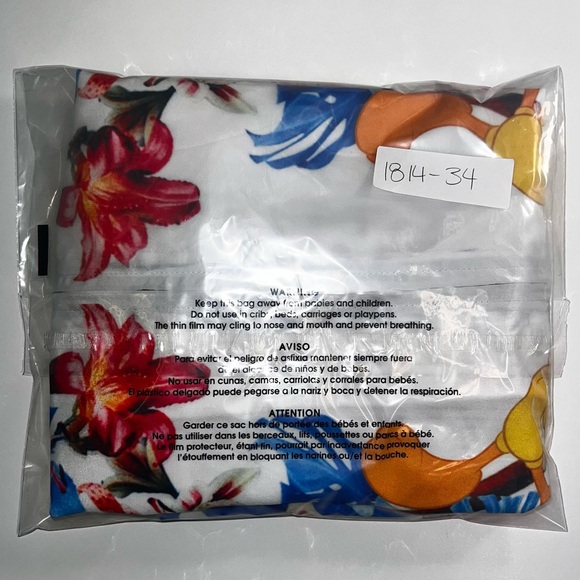 1814-34
WARNING
Keep this bag away from babies and children.
Do not use in cribs, beds, carriages or playpens.
The thin film may cling to nose and mouth and prevent breathing.
AVISO
Para evitar el peligro de asfixia mantener siempre fuera
del alcance de niños y de bebés.
No usar en cunas, camas, carriolas y corrales para bebés.
El plástico delgado puede pegarse a la nariz y boca y detener la respiración.
ATTENTION
Garder ce sac hors de portée des bébés et enfants.
Ne pas utiliser dans les berceaux, lits, poussettes ou parcs à bébé.
Le film protecteur, étant fin, pourrait par inadvertance provoquer
l'étouffement en bloquant les narines ou/et la bouche.